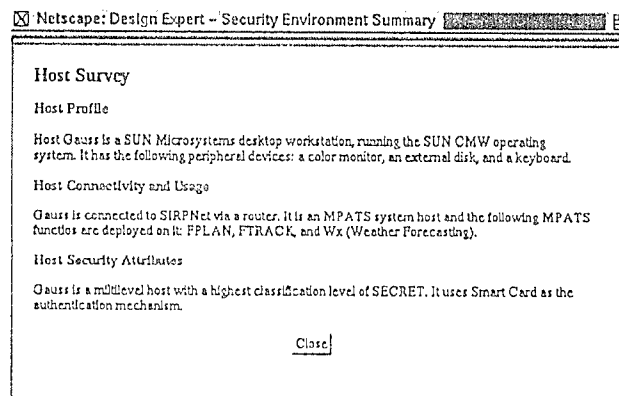 Netscape: Design Expert – Security Environment Summary
Host Survey
Host Profile
Host Gauss is a SUN Microsystems desktop workstation, running the SUN CMW operating
system. It has the following peripheral devices: a color monitor, an external disk, and a keyboard.
Host Connectivity and Usage
Gauss is connected to SIRPNet via a router. It is an MPATS system host and the following MPATS
functios are deployed on it: FPLAN, FTRACK, and Wx (Weather Forecasting).
Host Security Attributes
Gauss is a multilevel host with a highest classification level of SECRET. It uses Smart Card as the
authentication mechanism.
Close